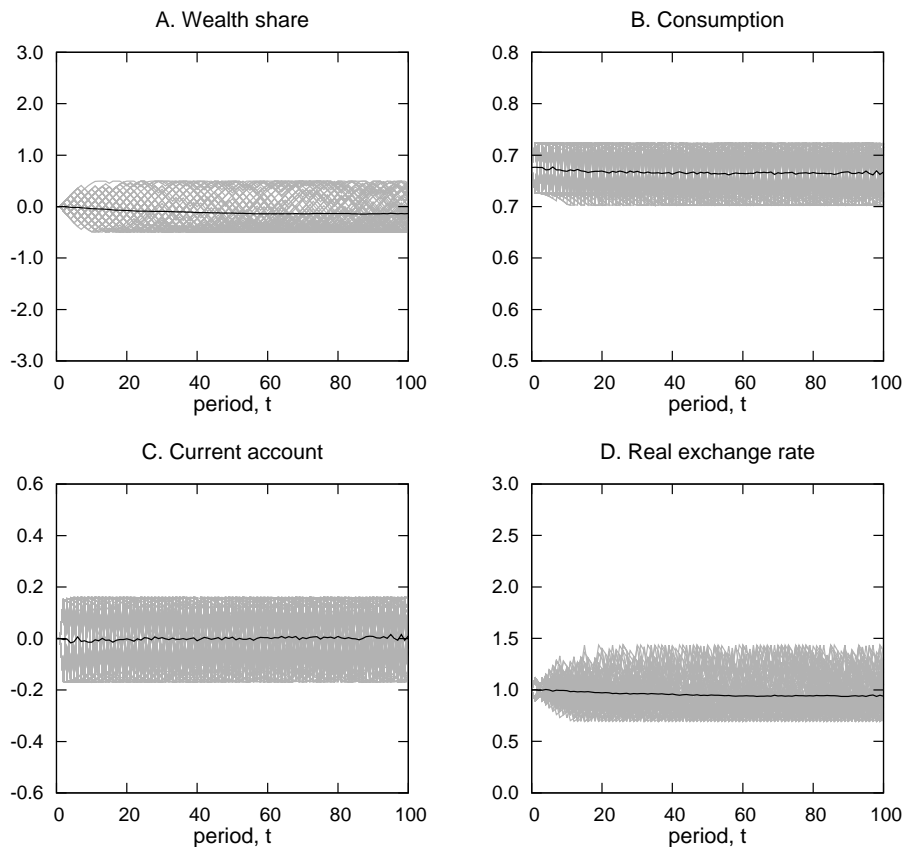 A. Wealth share
3.0
2.0
1.0
0.0
-1.0
-2.0
-3.0
0 20 40 60 80 100
period, t
B. Consumption
0.8
0.8
0.7
0.7
0.6
0.6
0.5
0 20 40 60 80 100
period, t
C. Current account
0.6
0.4
0.2
0.0
-0.2
-0.4
-0.6
0 20 40 60 80 100
period, t
D. Real exchange rate
3.0
2.5
2.0
1.5
1.0
0.5
0.0
0 20 40 60 80 100
period, t